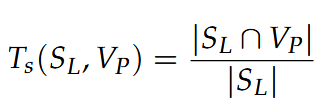 T_s(S_L, V_P) = |S_L ∩ V_P| / |S_L|